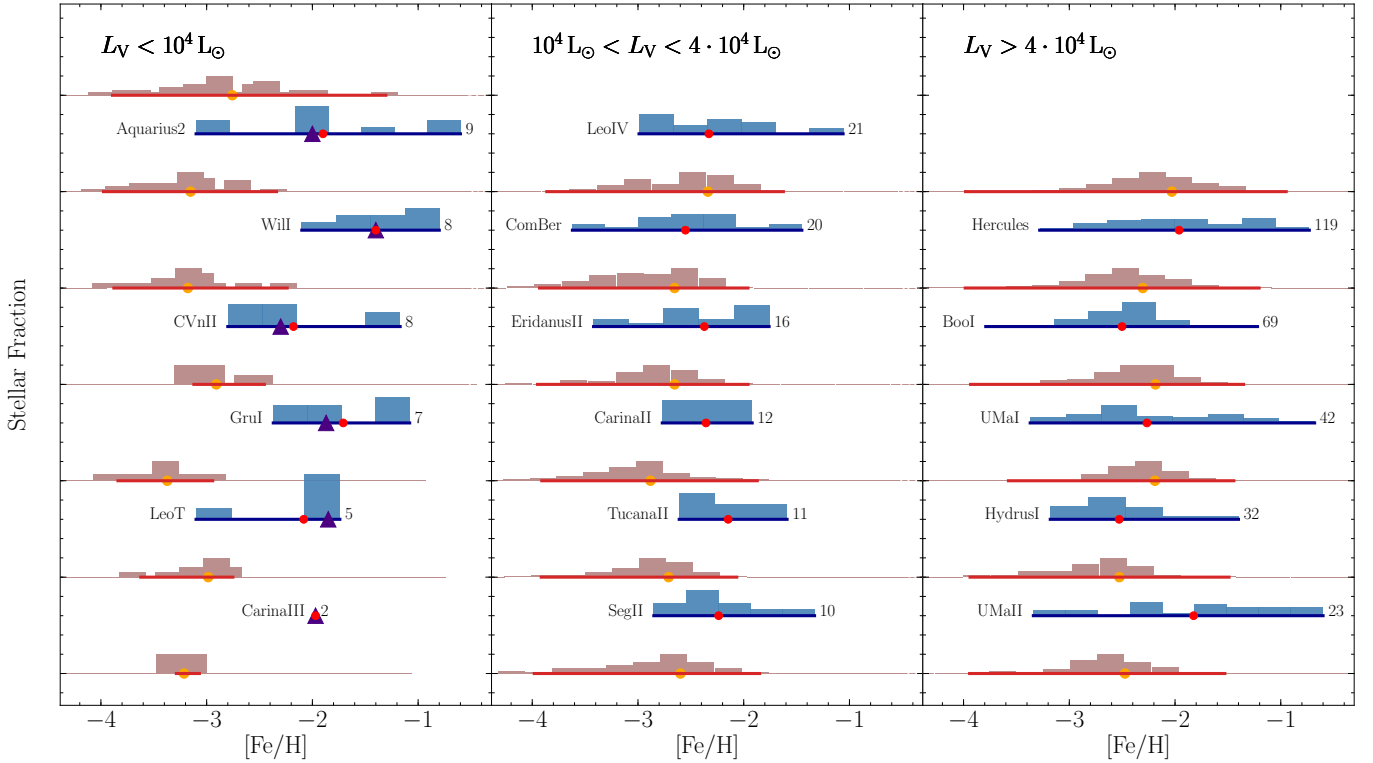 L_V < 10^4 L_⊙
10^4 L_⊙ < L_V < 4 · 10^4 L_⊙
L_V > 4 · 10^4 L_⊙
Aquarius2 9
WilI 8
CVnII 8
GruI 7
LeoT 5
CarinaIII 2
LeoIV 21
ComBer 20
EridanusII 16
CarinaII 12
TucanaII 11
SegII 10
Hercules 119
BooI 69
UMaI 42
HydrusI 32
UMaII 23
Stellar Fraction
−4 −3 −2 −1
−4 −3 −2 −1
−4 −3 −2 −1
[Fe/H]
[Fe/H]
[Fe/H]